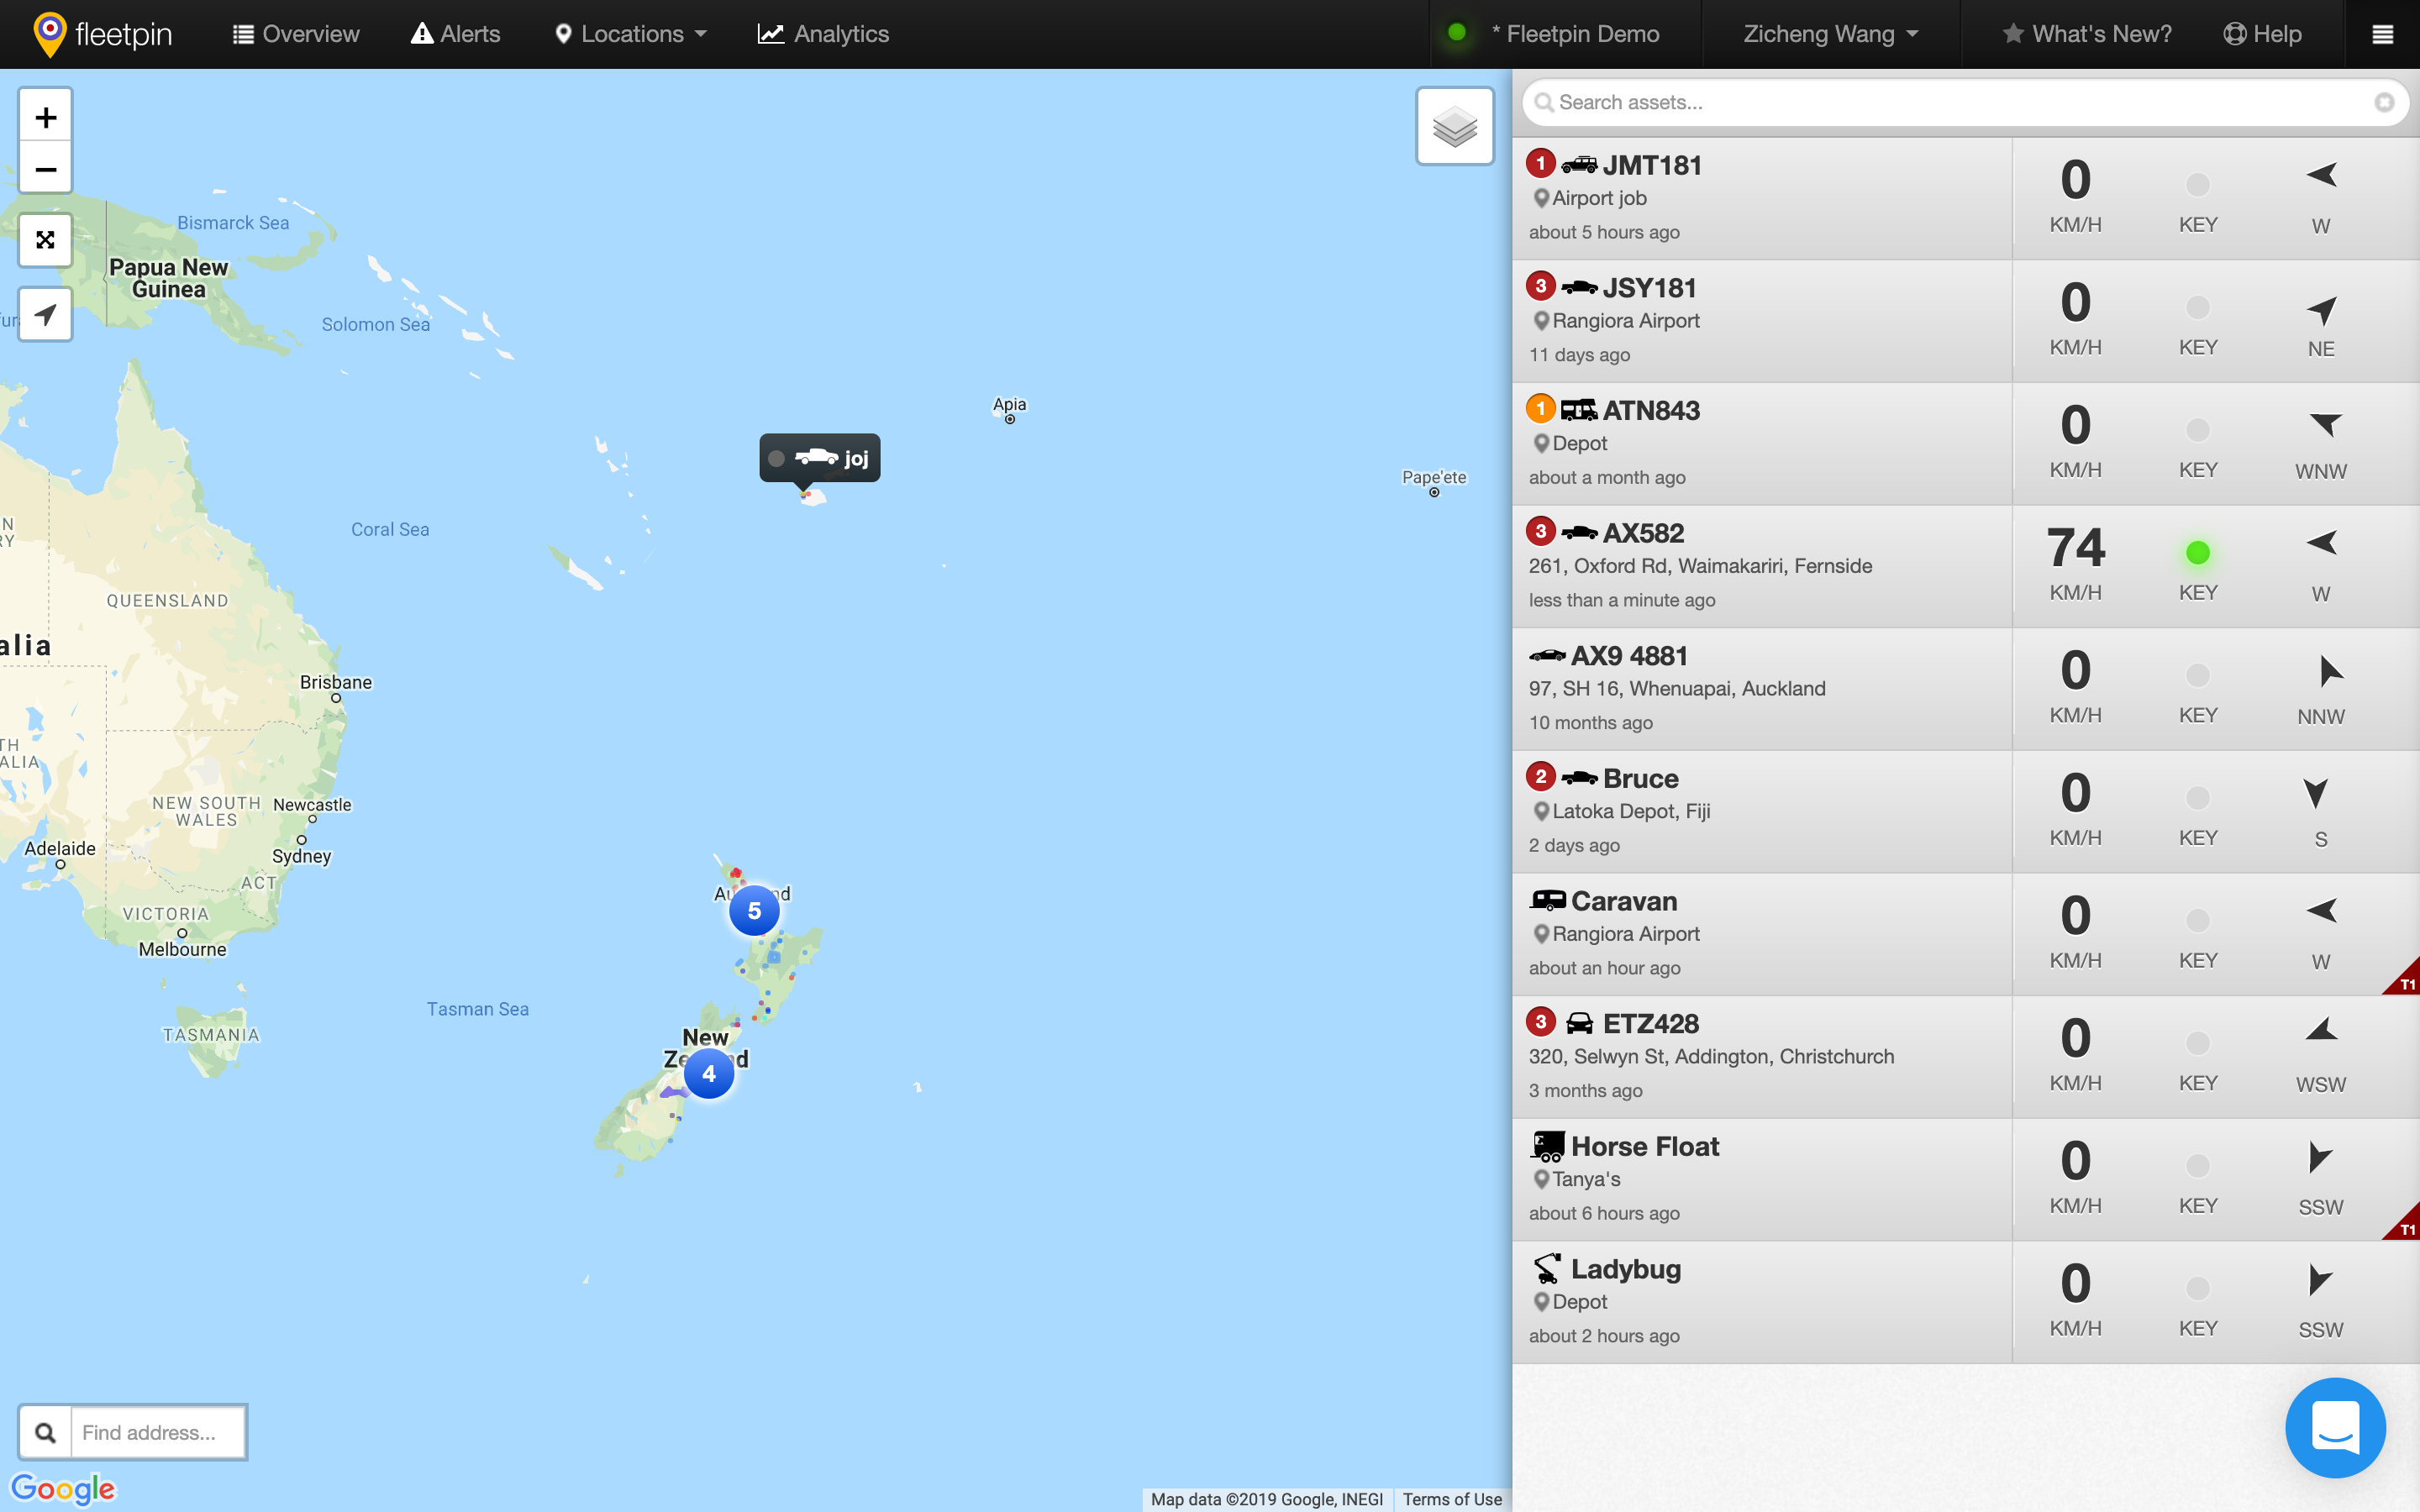 fleetpin
Overview
Alerts
Locations
Analytics
* Fleetpin Demo
Zicheng Wang
What's New?
Help
+
−
Bismarck Sea
Papua New
Guinea
Solomon Sea
Apia
joj
Pape'ete
Coral Sea
QUEENSLAND
alia
Brisbane
NEW SOUTH
WALES
Newcastle
Adelaide
Sydney
ACT
VICTORIA
Melbourne
5
TASMANIA
Tasman Sea
New
4
Find address...
Google
Map data ©2019 Google, INEGI
Terms of Use
Search assets...
1 JMT181
Airport job
about 5 hours ago
0
KM/H
KEY
W
3 JSY181
Rangiora Airport
11 days ago
0
KM/H
KEY
NE
1 ATN843
Depot
about a month ago
0
KM/H
KEY
WNW
3 AX582
261, Oxford Rd, Waimakariri, Fernside
less than a minute ago
74
KM/H
KEY
W
AX9 4881
97, SH 16, Whenuapai, Auckland
10 months ago
0
KM/H
KEY
NNW
2 Bruce
Latoka Depot, Fiji
2 days ago
0
KM/H
KEY
S
Caravan
Rangiora Airport
about an hour ago
0
KM/H
KEY
W
T1
3 ETZ428
320, Selwyn St, Addington, Christchurch
3 months ago
0
KM/H
KEY
WSW
Horse Float
Tanya's
about 6 hours ago
0
KM/H
KEY
SSW
T1
Ladybug
Depot
about 2 hours ago
0
KM/H
KEY
SSW